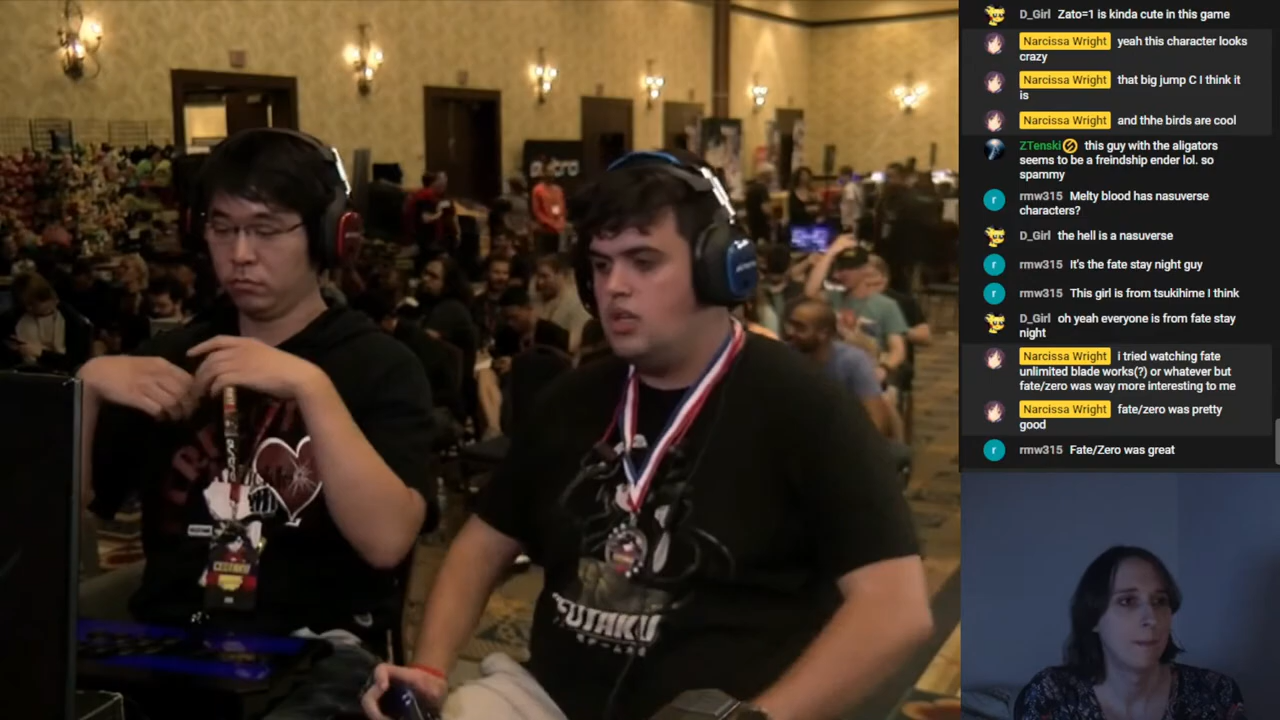 D_Girl Zato=1 is kinda cute in this game
Narcissa Wright yeah this character looks
crazy
Narcissa Wright that big jump C I think it
is
Narcissa Wright and thhe birds are cool
ZTenski this guy with the aligators
seems to be a freindship ender lol. so
spammy
rmw315 Melty blood has nasuverse
characters?
D_Girl the hell is a nasuverse
rmw315 It's the fate stay night guy
rmw315 This girl is from tsukihime I think
D_Girl oh yeah everyone is from fate stay
night
Narcissa Wright i tried watching fate
unlimited blade works(?) or whatever but
fate/zero was way more interesting to me
Narcissa Wright fate/zero was pretty
good
rmw315 Fate/Zero was great